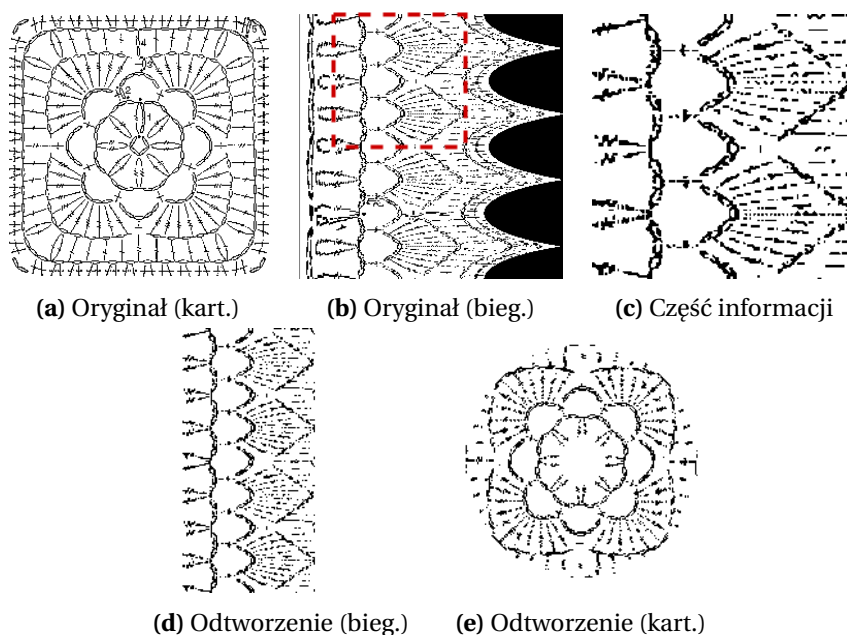 (a) Oryginał (kart.)
(b) Oryginał (bieg.)
(c) Część informacji
(d) Odtworzenie (bieg.)
(e) Odtworzenie (kart.)